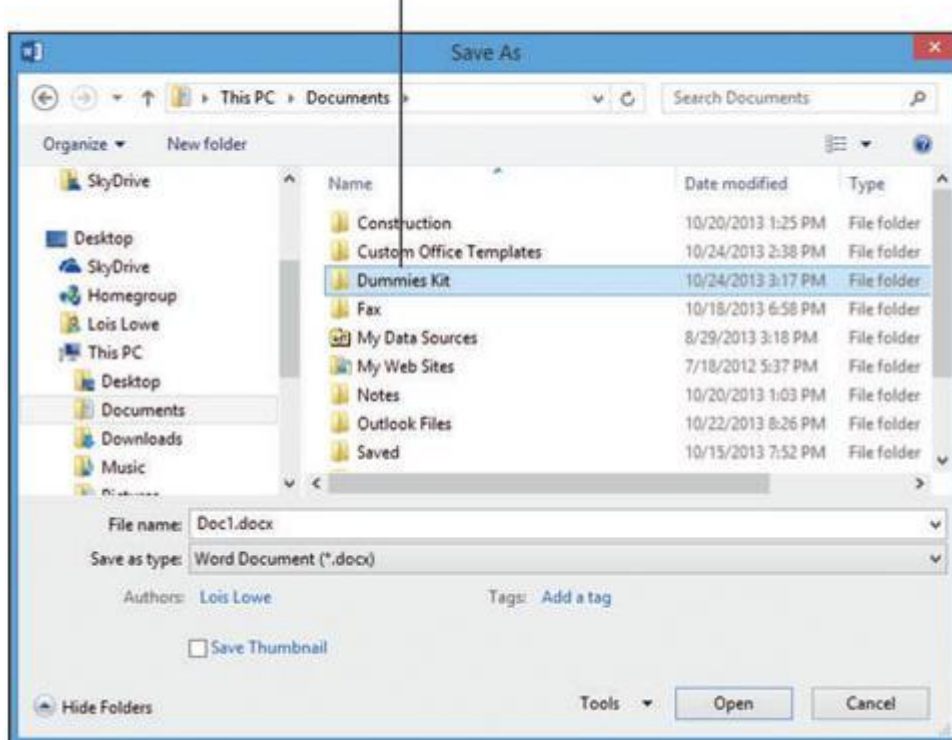 Save As
This PC Documents
Search Documents
Organize
New folder
SkyDrive
Desktop
SkyDrive
Homegroup
Lois Lowe
This PC
Desktop
Documents
Downloads
Music
Name Date modified Type
Construction 10/20/2013 1:25 PM File folder
Custom Office Templates 10/24/2013 2:38 PM File folder
Dummies Kit 10/24/2013 3:17 PM File folder
Fax 10/18/2013 6:58 PM File folder
My Data Sources 8/29/2013 3:18 PM File folder
My Web Sites 7/18/2012 5:37 PM File folder
Notes 10/20/2013 1:03 PM File folder
Outlook Files 10/22/2013 8:26 PM File folder
Saved 10/15/2013 7:52 PM File folder
File name: Doc1.docx
Save as type: Word Document (*.docx)
Authors: Lois Lowe Tags: Add a tag
Save Thumbnail
Hide Folders Tools Open Cancel